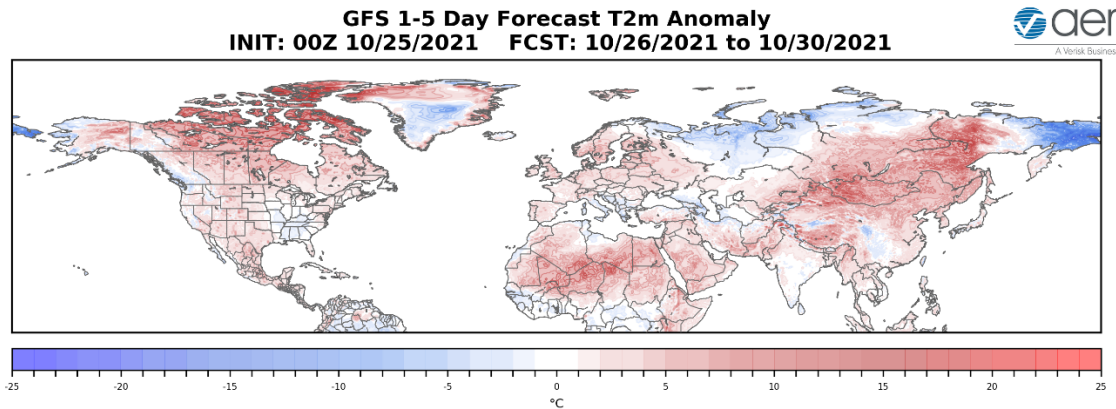 GFS 1-5 Day Forecast T2m Anomaly
INIT: 00Z 10/25/2021 FCST: 10/26/2021 to 10/30/2021
aer
A Verisk Business
-25 -20 -15 -10 -5 0 5 10 15 20 25
°C